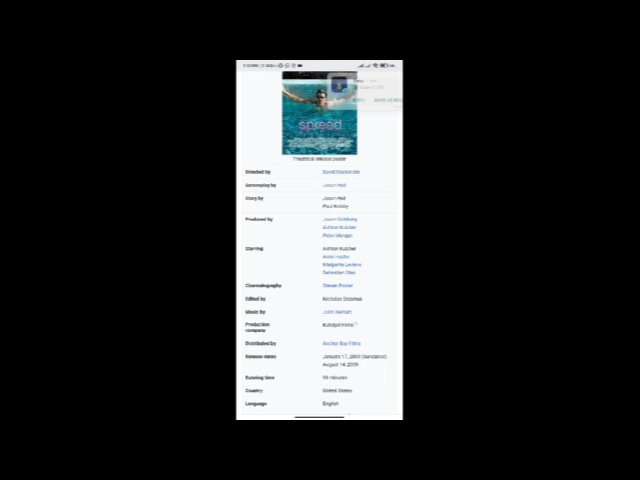 spread
Theatrical release poster
Directed by David Mackenzie
Screenplay by Jason Hall
Story by Jason Hall
Paul Kolsby
Produced by Jason Goldberg
Ashton Kutcher
Peter Morgan
Starring Ashton Kutcher
Anne Heche
Margarita Levieva
Sebastian Stan
Cinematography Steven Poster
Edited by Nicholas Erasmus
Music by John Swihart
Production company Katalyst Films
Distributed by Anchor Bay Films
Release dates January 17, 2009 (Sundance)
August 14, 2009
Running time
minutes
Country United States
Language English